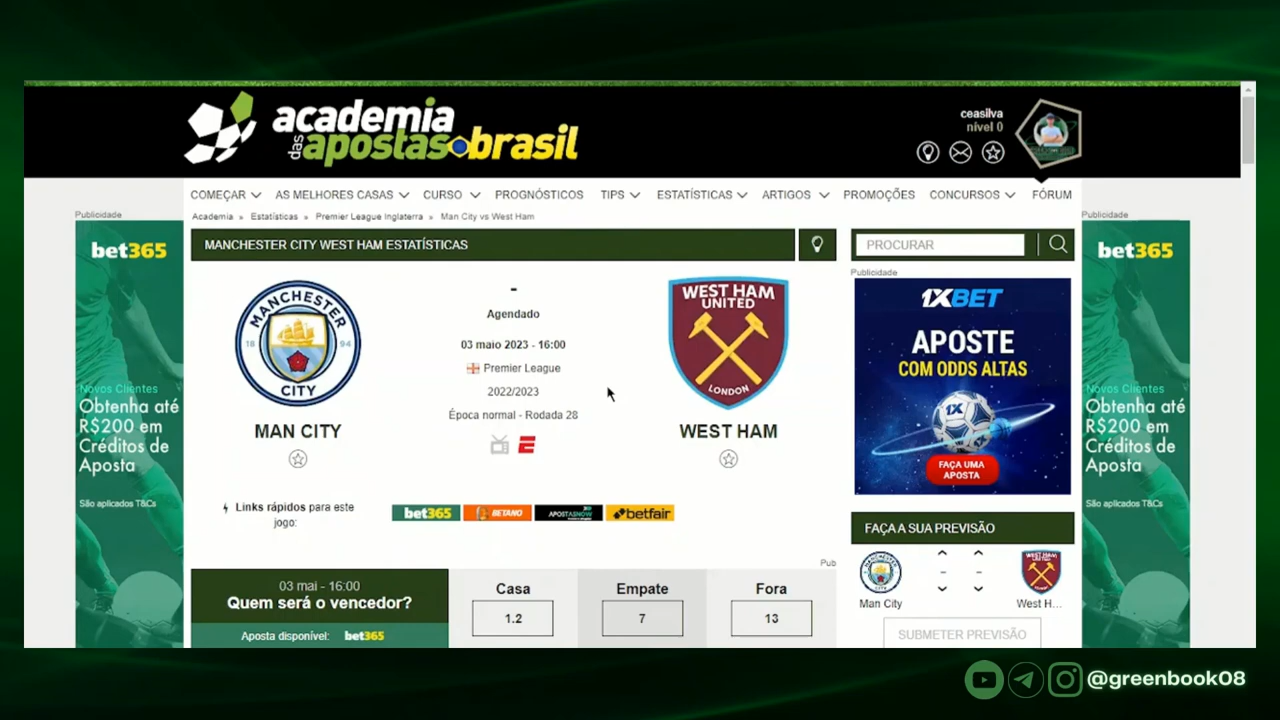 academia
das apostas brasil
ceasilva
nível 0
COMEÇAR AS MELHORES CASAS CURSO PROGNÓSTICOS TIPS ESTATÍSTICAS ARTIGOS PROMOÇÕES CONCURSOS FÓRUM
Publicidade
Academia » Estatísticas » Premier League Inglaterra » Man City vs West Ham
Publicidade
bet365
Novos Clientes
Obtenha até
R$200 em
Créditos de
Aposta
São aplicados T&Cs
MANCHESTER CITY WEST HAM ESTATÍSTICAS
MANCHESTER
18 94
CITY
MAN CITY
-
Agendado
03 maio 2023 - 16:00
Premier League
2022/2023
Época normal - Rodada 28
WEST HAM
UNITED
LONDON
WEST HAM
Links rápidos para este
jogo:
bet365 BETANO APOSTASNOW betfair
Pub
03 mai - 16:00
Quem será o vencedor?
Aposta disponível: bet365
Casa Empate Fora
1.2 7 13
PROCURAR
Publicidade
1XBET
APOSTE
COM ODDS ALTAS
1X
FAÇA UMA
APOSTA
FAÇA A SUA PREVISÃO
- -
Man City West H...
SUBMETER PREVISÃO
bet365
Novos Clientes
Obtenha até
R$200 em
Créditos de
Aposta
São aplicados T&Cs
@greenbook08